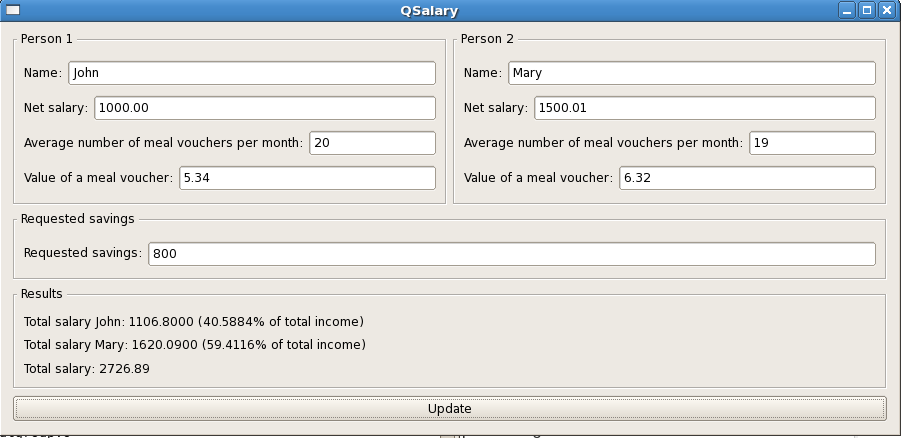 QSalary
Person 1
Name: John
Net salary: 1000.00
Average number of meal vouchers per month: 20
Value of a meal voucher: 5.34
Person 2
Name: Mary
Net salary: 1500.01
Average number of meal vouchers per month: 19
Value of a meal voucher: 6.32
Requested savings
Requested savings: 800
Results
Total salary John: 1106.8000 (40.5884% of total income)
Total salary Mary: 1620.0900 (59.4116% of total income)
Total salary: 2726.89
Update